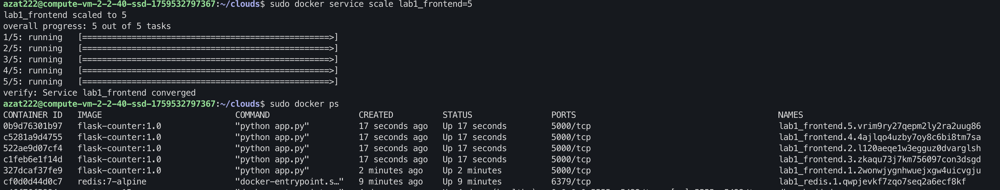 azat222@compute-vm-2-2-40-ssd-1759532797367:~/clouds$ sudo docker service scale lab1_frontend=5
lab1_frontend scaled to 5
overall progress: 5 out of 5 tasks
1/5: running   [==================================================>]
2/5: running   [==================================================>]
3/5: running   [==================================================>]
4/5: running   [==================================================>]
5/5: running   [==================================================>]
verify: Service lab1_frontend converged
azat222@compute-vm-2-2-40-ssd-1759532797367:~/clouds$ sudo docker ps
CONTAINER ID   IMAGE   COMMAND   CREATED   STATUS   PORTS   NAMES
0b9d76301b97   flask-counter:1.0   "python app.py"   17 seconds ago   Up 17 seconds   5000/tcp   lab1_frontend.5.vrim9ry27qepm2ly2ra2uug86
c5281a9d4755   flask-counter:1.0   "python app.py"   17 seconds ago   Up 17 seconds   5000/tcp   lab1_frontend.4.4ajlqo4uzby7oy8c6bi8tm7sa
522ae9d07cf4   flask-counter:1.0   "python app.py"   17 seconds ago   Up 17 seconds   5000/tcp   lab1_frontend.2.l120aeqe1w3egguz0dvarglsh
c1feb6e1f14d   flask-counter:1.0   "python app.py"   17 seconds ago   Up 17 seconds   5000/tcp   lab1_frontend.3.zkaqu73j7km756097con3dsgd
327dcaf37fe9   flask-counter:1.0   "python app.py"   2 minutes ago   Up 2 minutes   5000/tcp   lab1_frontend.1.2wonwjygnhwuejxgw4uicvgju
cf0d0d44d0c7   redis:7-alpine   "docker-entrypoint.s…"   9 minutes ago   Up 9 minutes   6379/tcp   lab1_redis.1.qwpjevkf7zqo7seq2a6ecf8kf